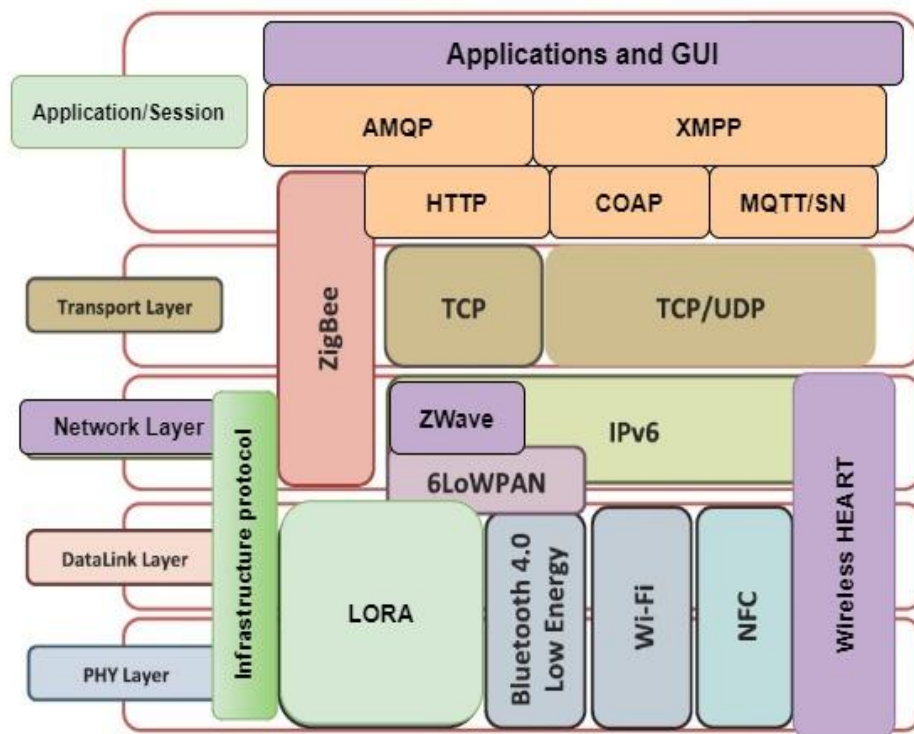 Applications and GUI
Application/Session
AMQP
XMPP
HTTP
COAP
MQTT/SN
ZigBee
Transport Layer
TCP
TCP/UDP
Network Layer
ZWave
IPv6
6LoWPAN
Infrastructure protocol
Wireless HEART
DataLink Layer
LORA
Bluetooth 4.0
Low Energy
Wi-Fi
NFC
PHY Layer